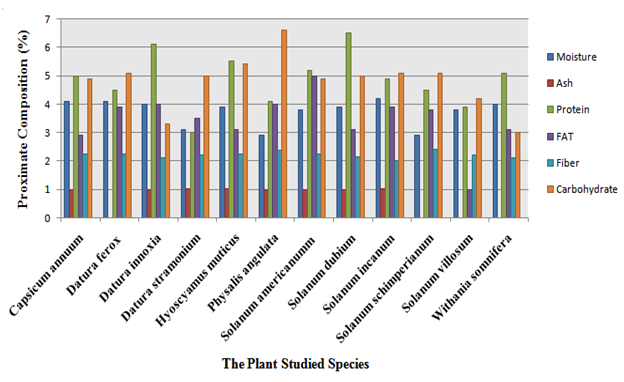 Proximate Composition (%)
7
6
5
4
3
2
1
0
Capsicum annuum
Datura ferox
Datura innoxia
Datura stramonium
Hyoscyamus muticus
Physalis angulata
Solanum americanumm
Solanum dubium
Solanum incanum
Solanum schimperianum
Solanum villosum
Withania somnifera
The Plant Studied Species
Moisture
Ash
Protein
FAT
Fiber
Carbohydrate